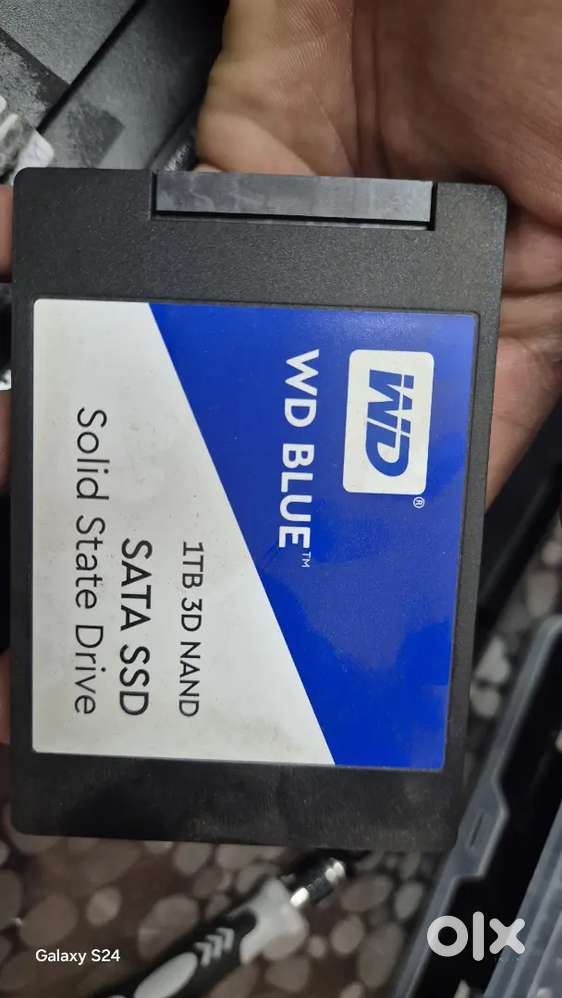 WD®
WD BLUE™
1TB 3D NAND
SATA SSD
Solid State Drive
Galaxy S24
olx